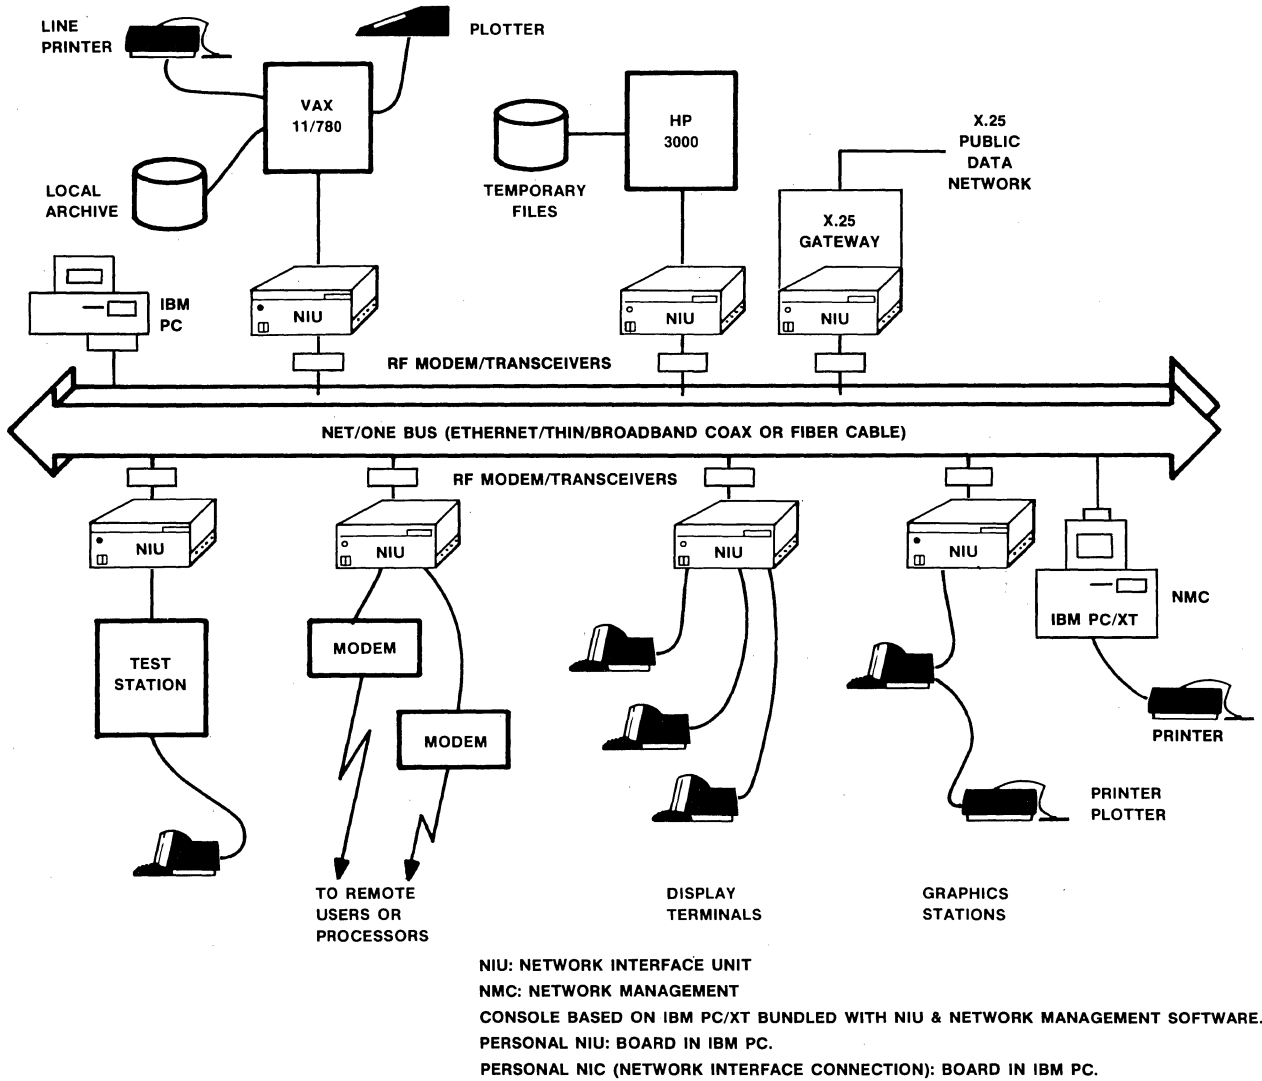 LINE
PRINTER
PLOTTER
VAX
11/780
HP
3000
X.25
PUBLIC
DATA
NETWORK
LOCAL
ARCHIVE
TEMPORARY
FILES
X.25
GATEWAY
IBM
PC
NIU
NIU
NIU
RF MODEM/TRANSCEIVERS
NET/ONE BUS (ETHERNET/THIN/BROADBAND COAX OR FIBER CABLE)
RF MODEM/TRANSCEIVERS
NIU
NIU
NIU
NIU
NMC
IBM PC/XT
TEST
STATION
MODEM
MODEM
PRINTER
PRINTER
PLOTTER
TO REMOTE
USERS OR
PROCESSORS
DISPLAY
TERMINALS
GRAPHICS
STATIONS
NIU: NETWORK INTERFACE UNIT
NMC: NETWORK MANAGEMENT
CONSOLE BASED ON IBM PC/XT BUNDLED WITH NIU & NETWORK MANAGEMENT SOFTWARE.
PERSONAL NIU: BOARD IN IBM PC.
PERSONAL NIC (NETWORK INTERFACE CONNECTION): BOARD IN IBM PC.